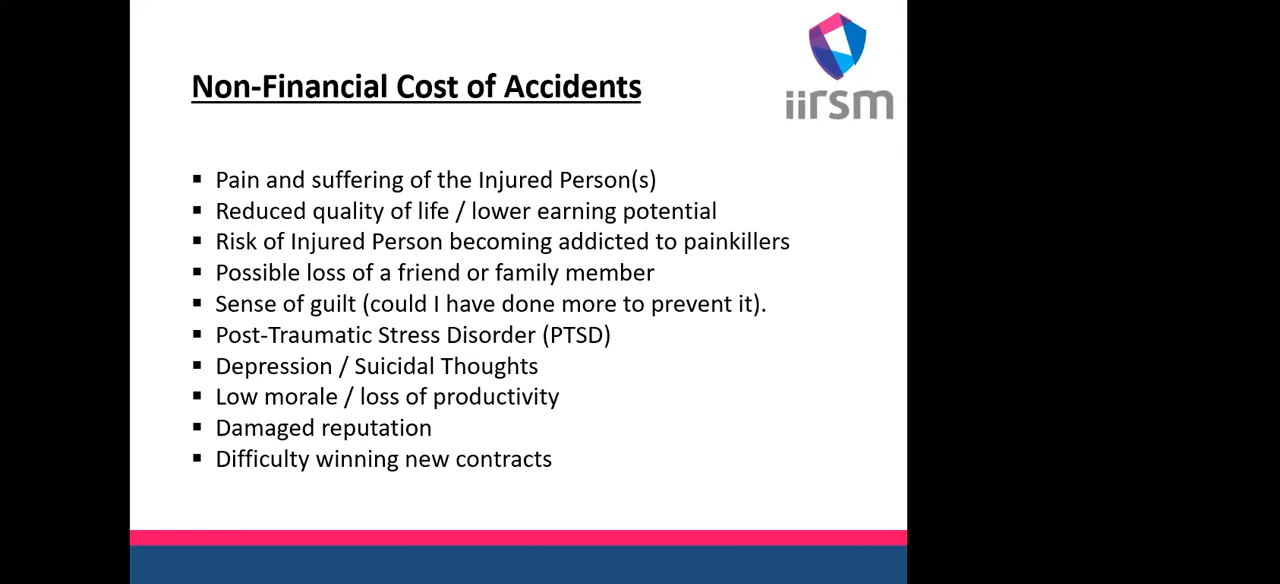 iirsm
Non-Financial Cost of Accidents
▪ Pain and suffering of the Injured Person(s)
▪ Reduced quality of life / lower earning potential
▪ Risk of Injured Person becoming addicted to painkillers
▪ Possible loss of a friend or family member
▪ Sense of guilt (could I have done more to prevent it).
▪ Post-Traumatic Stress Disorder (PTSD)
▪ Depression / Suicidal Thoughts
▪ Low morale / loss of productivity
▪ Damaged reputation
▪ Difficulty winning new contracts